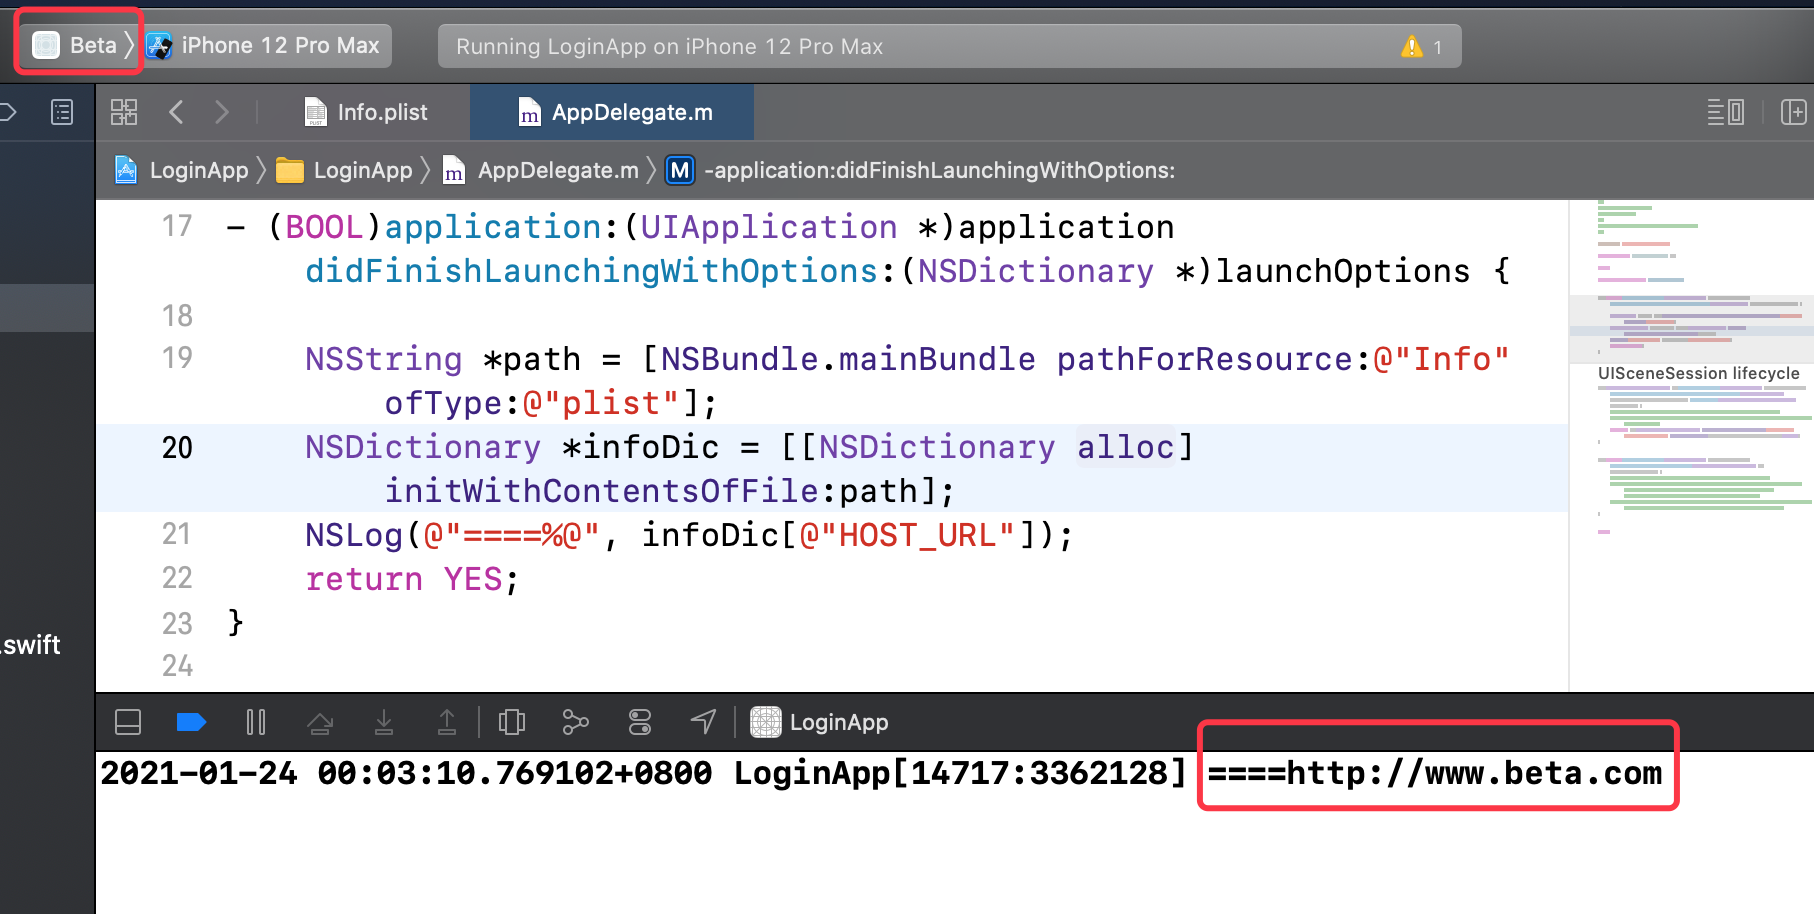 Beta
iPhone 12 Pro Max
Running LoginApp on iPhone 12 Pro Max
1
Info.plist
AppDelegate.m
LoginApp
LoginApp
AppDelegate.m
M
-application:didFinishLaunchingWithOptions:
17 - (BOOL)application:(UIApplication *)application
didFinishLaunchingWithOptions:(NSDictionary *)launchOptions {
18
19 NSString *path = [NSBundle.mainBundle pathForResource:@"Info"
ofType:@"plist"];
20 NSDictionary *infoDic = [[NSDictionary alloc]
initWithContentsOfFile:path];
21 NSLog(@"====%@", infoDic[@"HOST_URL"]);
22 return YES;
23 }
24
UISceneSession lifecycle
.swift
LoginApp
2021-01-24 00:03:10.769102+0800 LoginApp[14717:3362128] ====http://www.beta.com